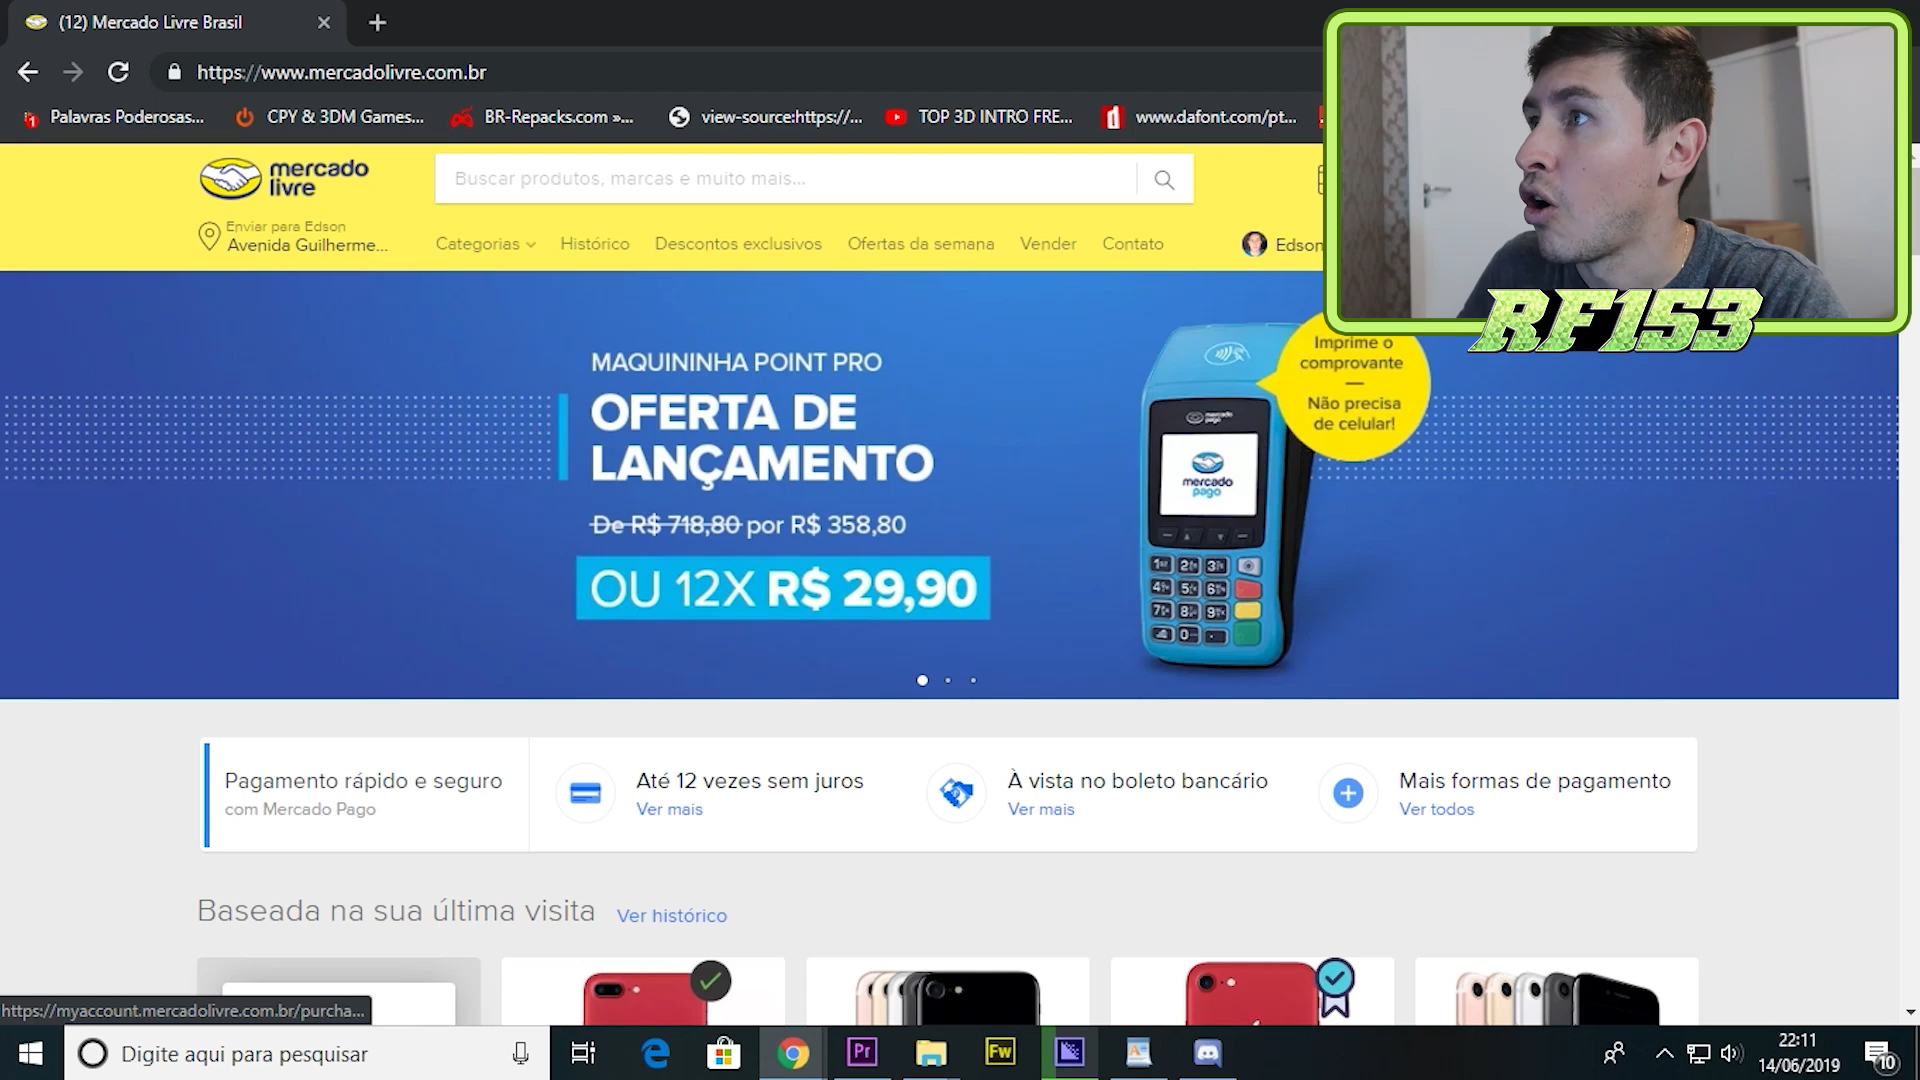 (12) Mercado Livre Brasil
https://www.mercadolivre.com.br
Palavras Poderosas...
CPY & 3DM Games...
BR-Repacks.com »...
view-source:https://...
TOP 3D INTRO FRE...
www.dafont.com/pt...
mercado
livre
Buscar produtos, marcas e muito mais...
Enviar para Edson
Avenida Guilherme...
Categorias
Histórico
Descontos exclusivos
Ofertas da semana
Vender
Contato
Edson
RF153
MAQUININHA POINT PRO
OFERTA DE
LANÇAMENTO
De R$ 718,80 por R$ 358,80
OU 12X R$ 29,90
Imprime o
comprovante
—
Não precisa
de celular!
mercado
pago
mercado
pago
Pagamento rápido e seguro
com Mercado Pago
Até 12 vezes sem juros
Ver mais
À vista no boleto bancário
Ver mais
Mais formas de pagamento
Ver todos
Baseada na sua última visita
Ver histórico
https://myaccount.mercadolivre.com.br/purcha...
Digite aqui para pesquisar
Pr
Fw
22:11
14/06/2019
10